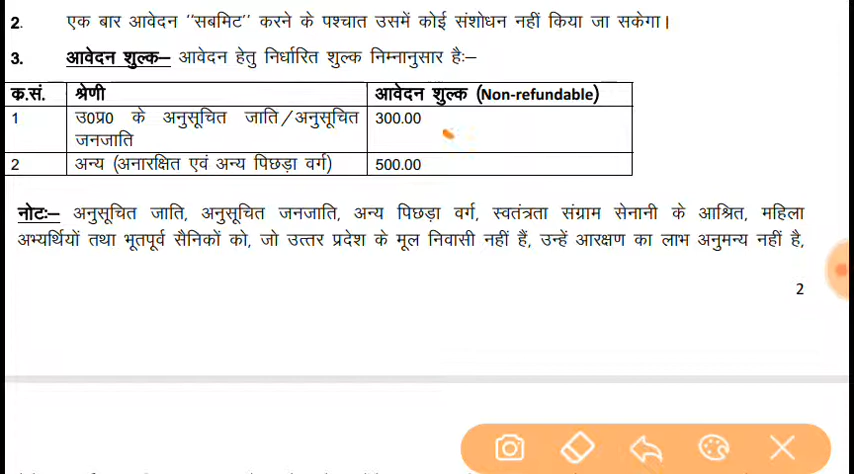 2. एक बार आवेदन ''सबमिट'' करने के पश्चात उसमें कोई संशोधन नहीं किया जा सकेगा।
3. आवेदन शुल्क– आवेदन हेतु निर्धारित शुल्क निम्नानुसार हैः–
क्र.सं. श्रेणी आवेदन शुल्क (Non-refundable)
1 उ0प्र0 के अनुसूचित जाति/अनुसूचित 300.00
जनजाति
2 अन्य (अनारक्षित एवं अन्य पिछड़ा वर्ग) 500.00
नोटः– अनुसूचित जाति, अनुसूचित जनजाति, अन्य पिछड़ा वर्ग, स्वतंत्रता संग्राम सेनानी के आश्रित, महिला
अभ्यर्थियों तथा भूतपूर्व सैनिकों को, जो उत्तर प्रदेश के मूल निवासी नहीं हैं, उन्हें आरक्षण का लाभ अनुमन्य नहीं है,
2